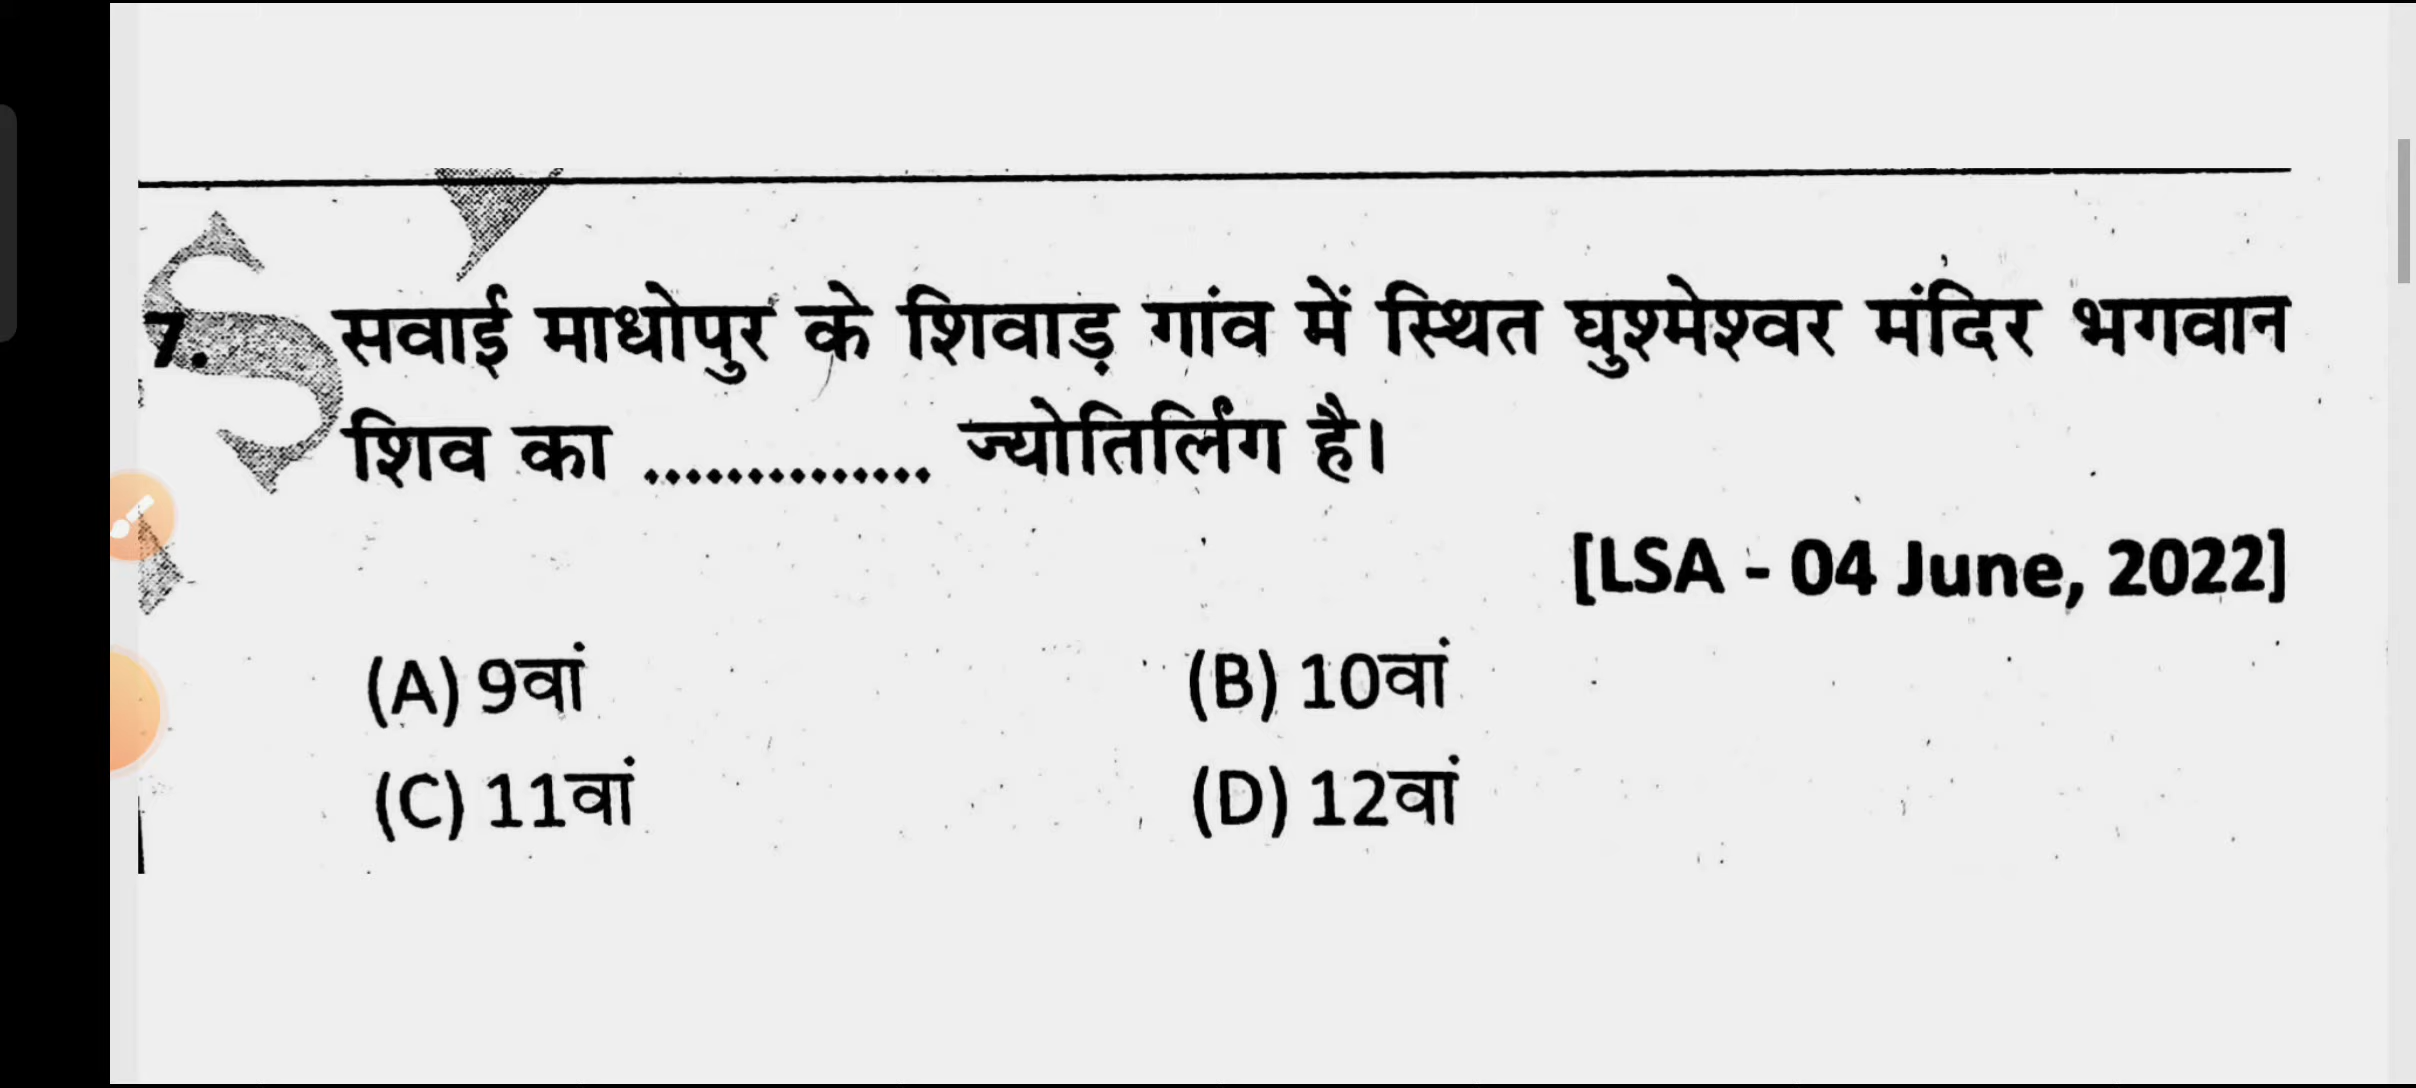 7. सवाई माधोपुर के शिवाड़ गांव में स्थित घुश्मेश्वर मंदिर भगवान
शिव का .............. ज्योतिर्लिंग है।
[LSA - 04 June, 2022]
(A) 9वां (B) 10वां
(C) 11वां (D) 12वां